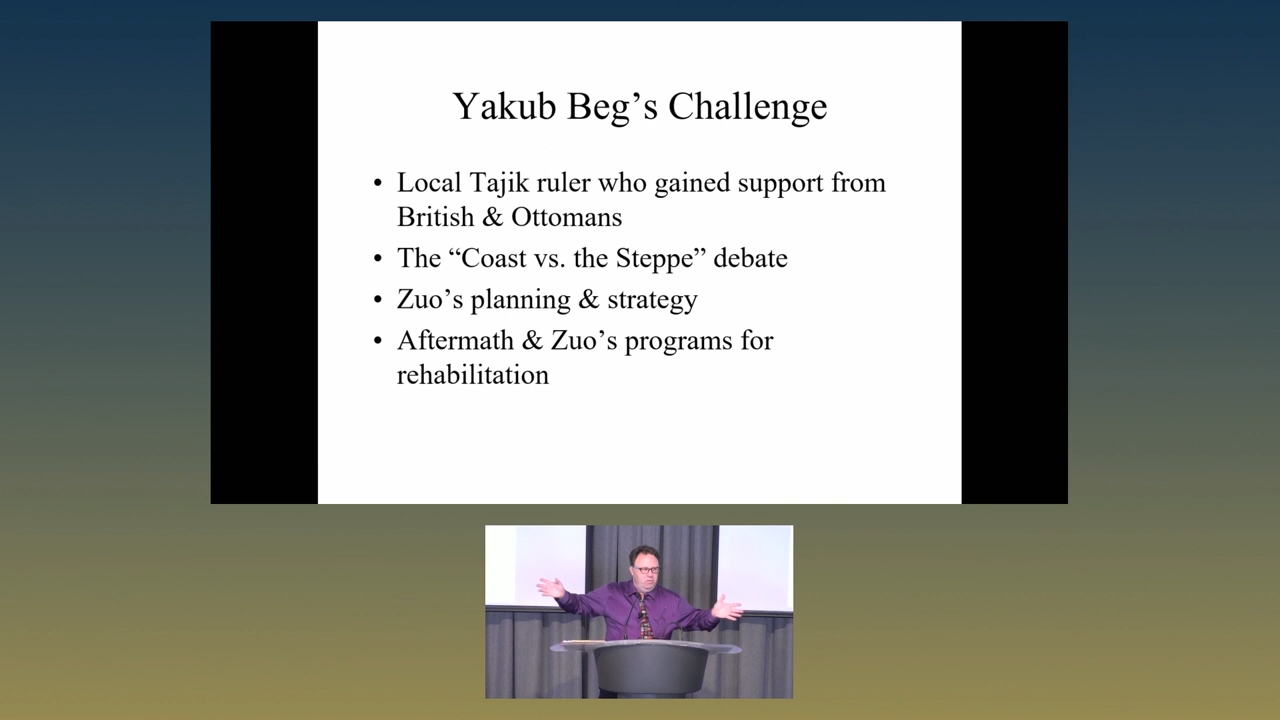 Yakub Beg’s Challenge
• Local Tajik ruler who gained support from
British & Ottomans
• The “Coast vs. the Steppe” debate
• Zuo’s planning & strategy
• Aftermath & Zuo’s programs for
rehabilitation